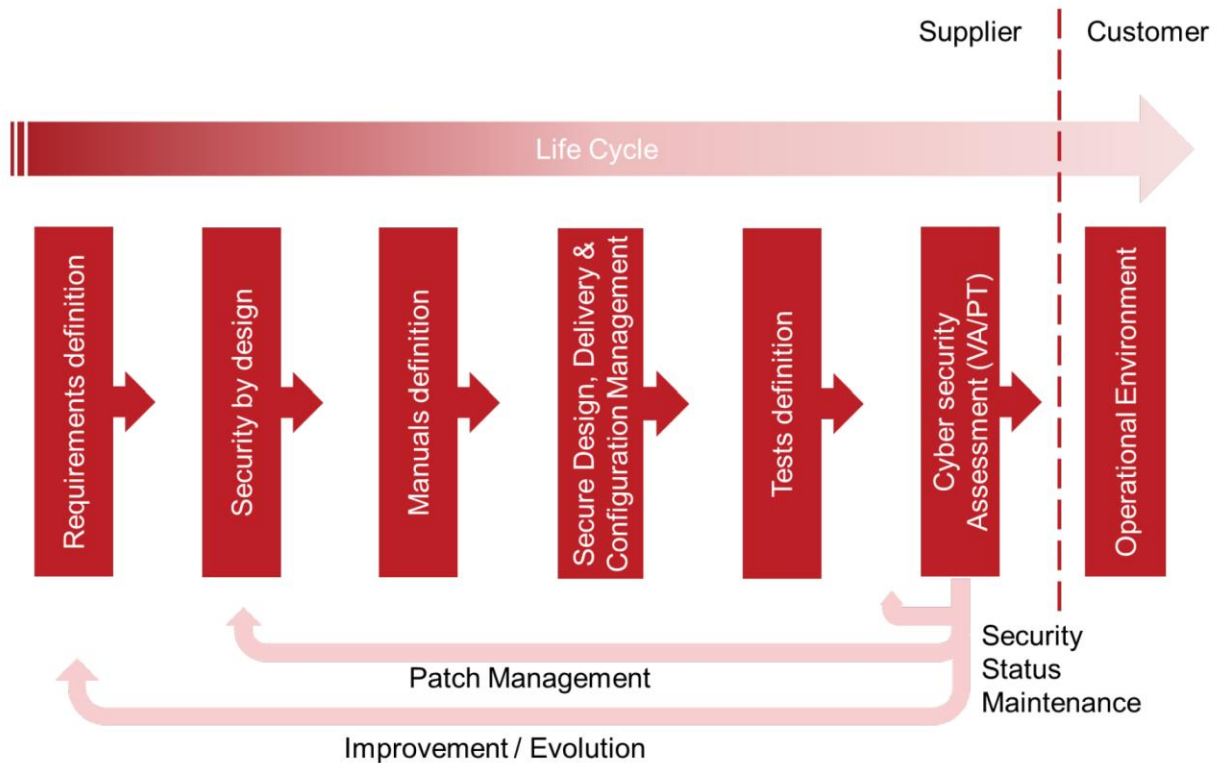 Supplier
Customer
Life Cycle
Requirements definition
Security by design
Manuals definition
Secure Design, Delivery &
Configuration Management
Tests definition
Cyber security
Assessment (VA/PT)
Operational Environment
Security
Status
Maintenance
Patch Management
Improvement / Evolution